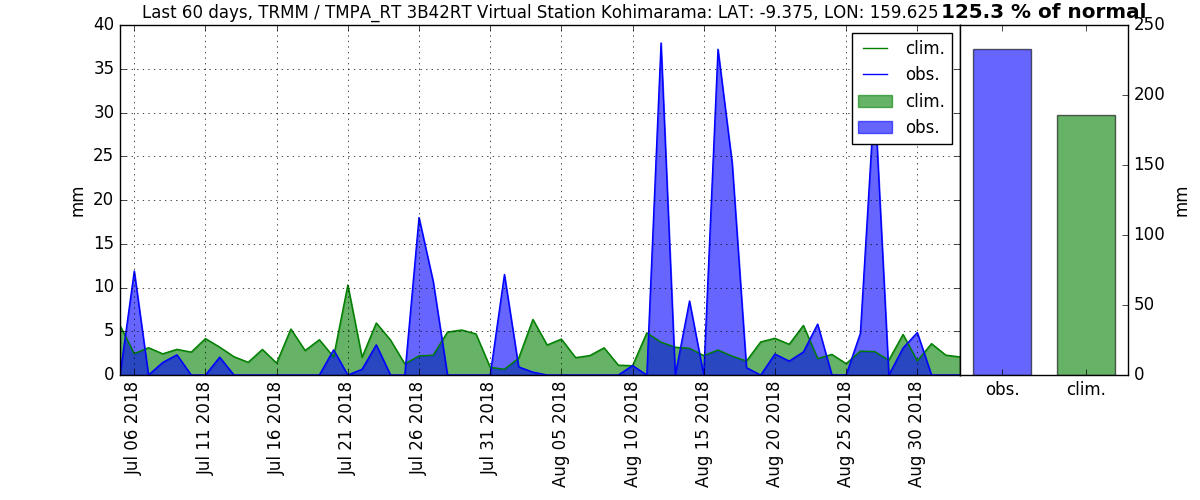 Last 60 days, TRMM / TMPA_RT 3B42RT Virtual Station Kohimarama: LAT: -9.375, LON: 159.625 125.3 % of normal
40
35
30
25
20
15
10
5
0
mm
clim.
obs.
clim.
obs.
250
200
150
100
50
0
mm
obs.
clim.
Jul 06 2018
Jul 11 2018
Jul 16 2018
Jul 21 2018
Jul 26 2018
Jul 31 2018
Aug 05 2018
Aug 10 2018
Aug 15 2018
Aug 20 2018
Aug 25 2018
Aug 30 2018